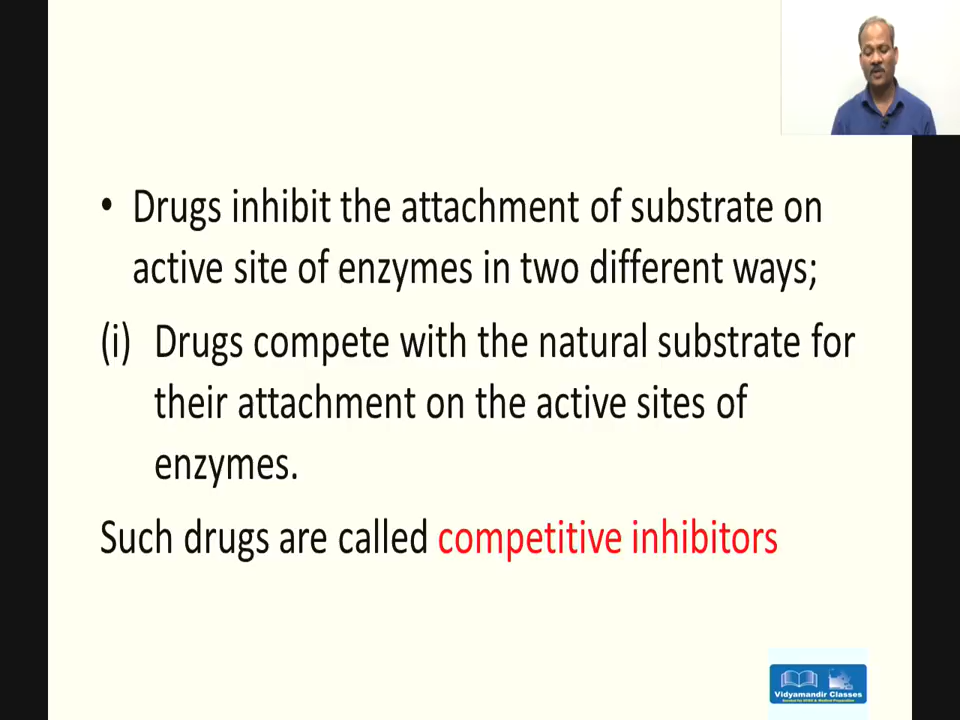 • Drugs inhibit the attachment of substrate on
active site of enzymes in two different ways;
(i) Drugs compete with the natural substrate for
their attachment on the active sites of
enzymes.
Such drugs are called competitive inhibitors
Vidyamandir Classes